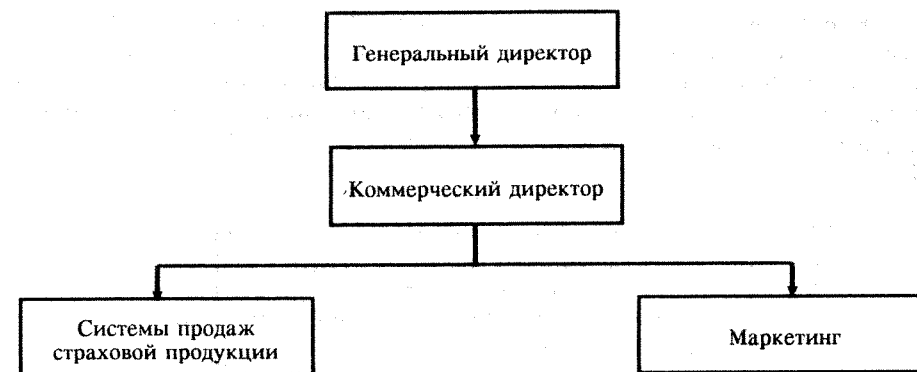 Генеральный директор
Коммерческий директор
Системы продаж
страховой продукции
Маркетинг